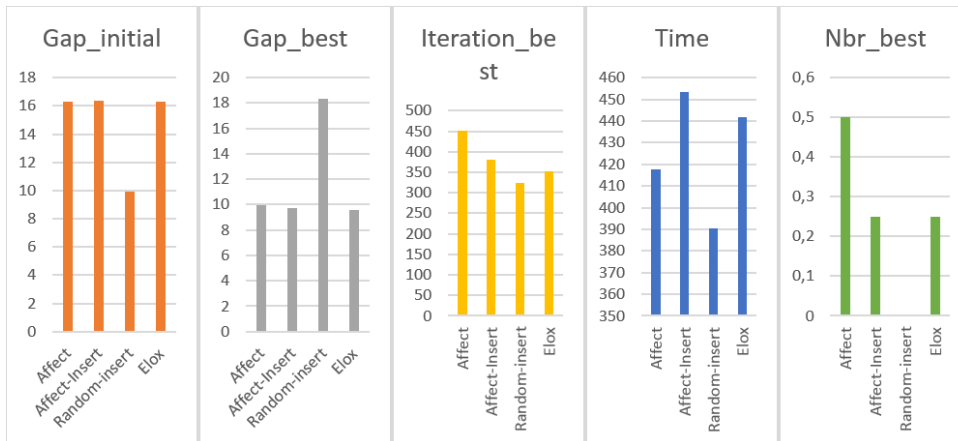 Gap_initial
18
16
14
12
10
8
6
4
2
0
Affect
Affect-Insert
Random-insert
Elox
Gap_best
20
18
16
14
12
10
8
6
4
2
0
Affect
Affect-Insert
Random-insert
Elox
Iteration_be
st
500
450
400
350
300
250
200
150
100
50
0
Affect
Affect-Insert
Random-insert
Elox
Time
460
450
440
430
420
410
400
390
380
370
360
350
Affect
Affect-Insert
Random-insert
Elox
Nbr_best
0,6
0,5
0,4
0,3
0,2
0,1
0
Affect
Affect-Insert
Random-insert
Elox